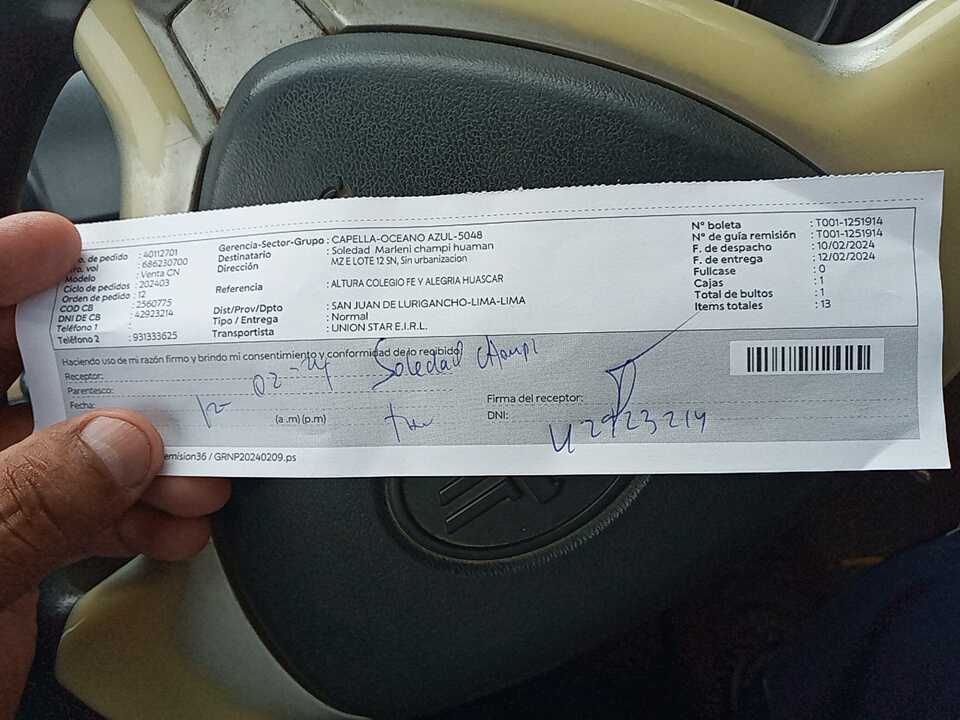 o. de pedido : 40112701
ro. vol : 686230700
Modelo : Venta CN
Ciclo de pedidos : 202403
Orden de pedido : 12
COD CB : 2560775
DNI DE CB : 42923214
Teléfono 1 :
Teléfono 2 : 931333625
Gerencia-Sector-Grupo : CAPELLA-OCEANO AZUL-5048
Destinatario : Soledad Marleni champi huaman
Dirección : MZ E LOTE 12 SN, Sin urbanizacion
Referencia : ALTURA COLEGIO FE Y ALEGRIA HUASCAR
Dist/Prov/Dpto : SAN JUAN DE LURIGANCHO-LIMA-LIMA
Tipo / Entrega : Normal
Transportista : UNION STAR E.I.R.L.
N° boleta : T001-1251914
N° de guía remisión : T001-1251914
F. de despacho : 10/02/2024
F. de entrega : 12/02/2024
Fullcase : 0
Cajas : 1
Total de bultos : 1
Items totales : 13
Haciendo uso de mi razón firmo y brindo mi consentimiento y conformidad de lo recibido
Receptor: Soledad
Parentesco:
Fecha: 12-02-24
(a.m) (p.m)
Firma del receptor:
DNI: 42923214
emision36 / GRNP20240209.ps